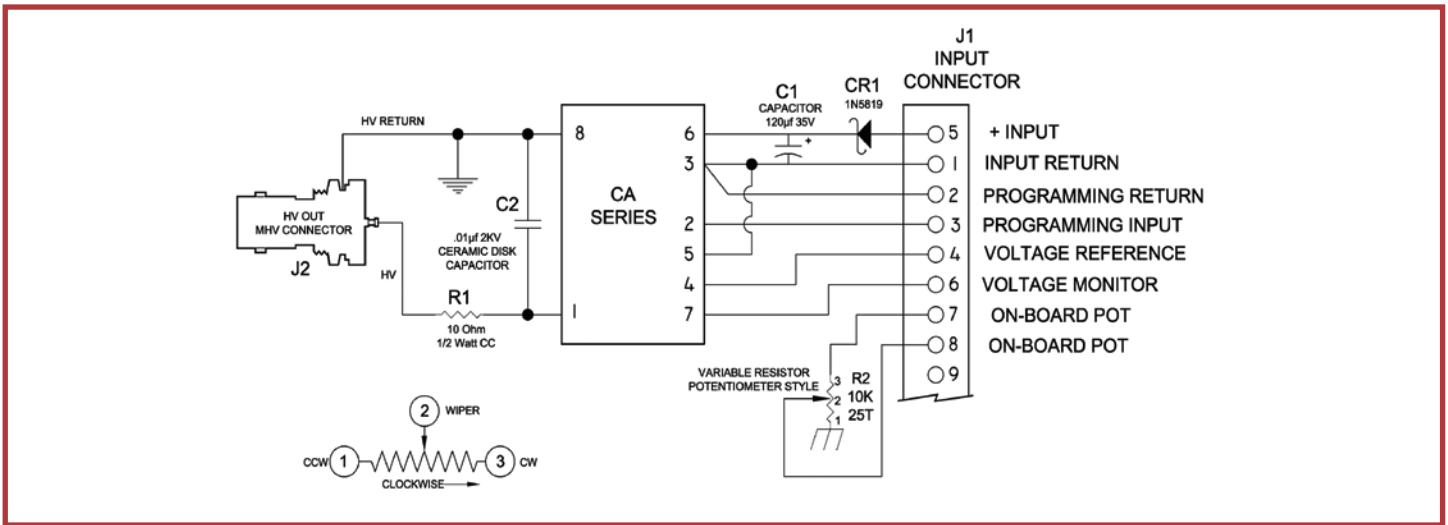 J1
INPUT
CONNECTOR
C1
CAPACITOR
120µf 35V
+
CR1
1N5819
HV RETURN
HV OUT
MHV CONNECTOR
J2
HV
C2
.01µf 2KV
CERAMIC DISK
CAPACITOR
R1
10 Ohm
1/2 Watt CC
CA
SERIES
8
1
6
3
2
5
4
7
5 + INPUT
1 INPUT RETURN
2 PROGRAMMING RETURN
3 PROGRAMMING INPUT
4 VOLTAGE REFERENCE
6 VOLTAGE MONITOR
7 ON-BOARD POT
8 ON-BOARD POT
9
VARIABLE RESISTOR
POTENTIOMETER STYLE
3
2
1
R2
10K
25T
2 WIPER
CCW 1
3 CW
CLOCKWISE